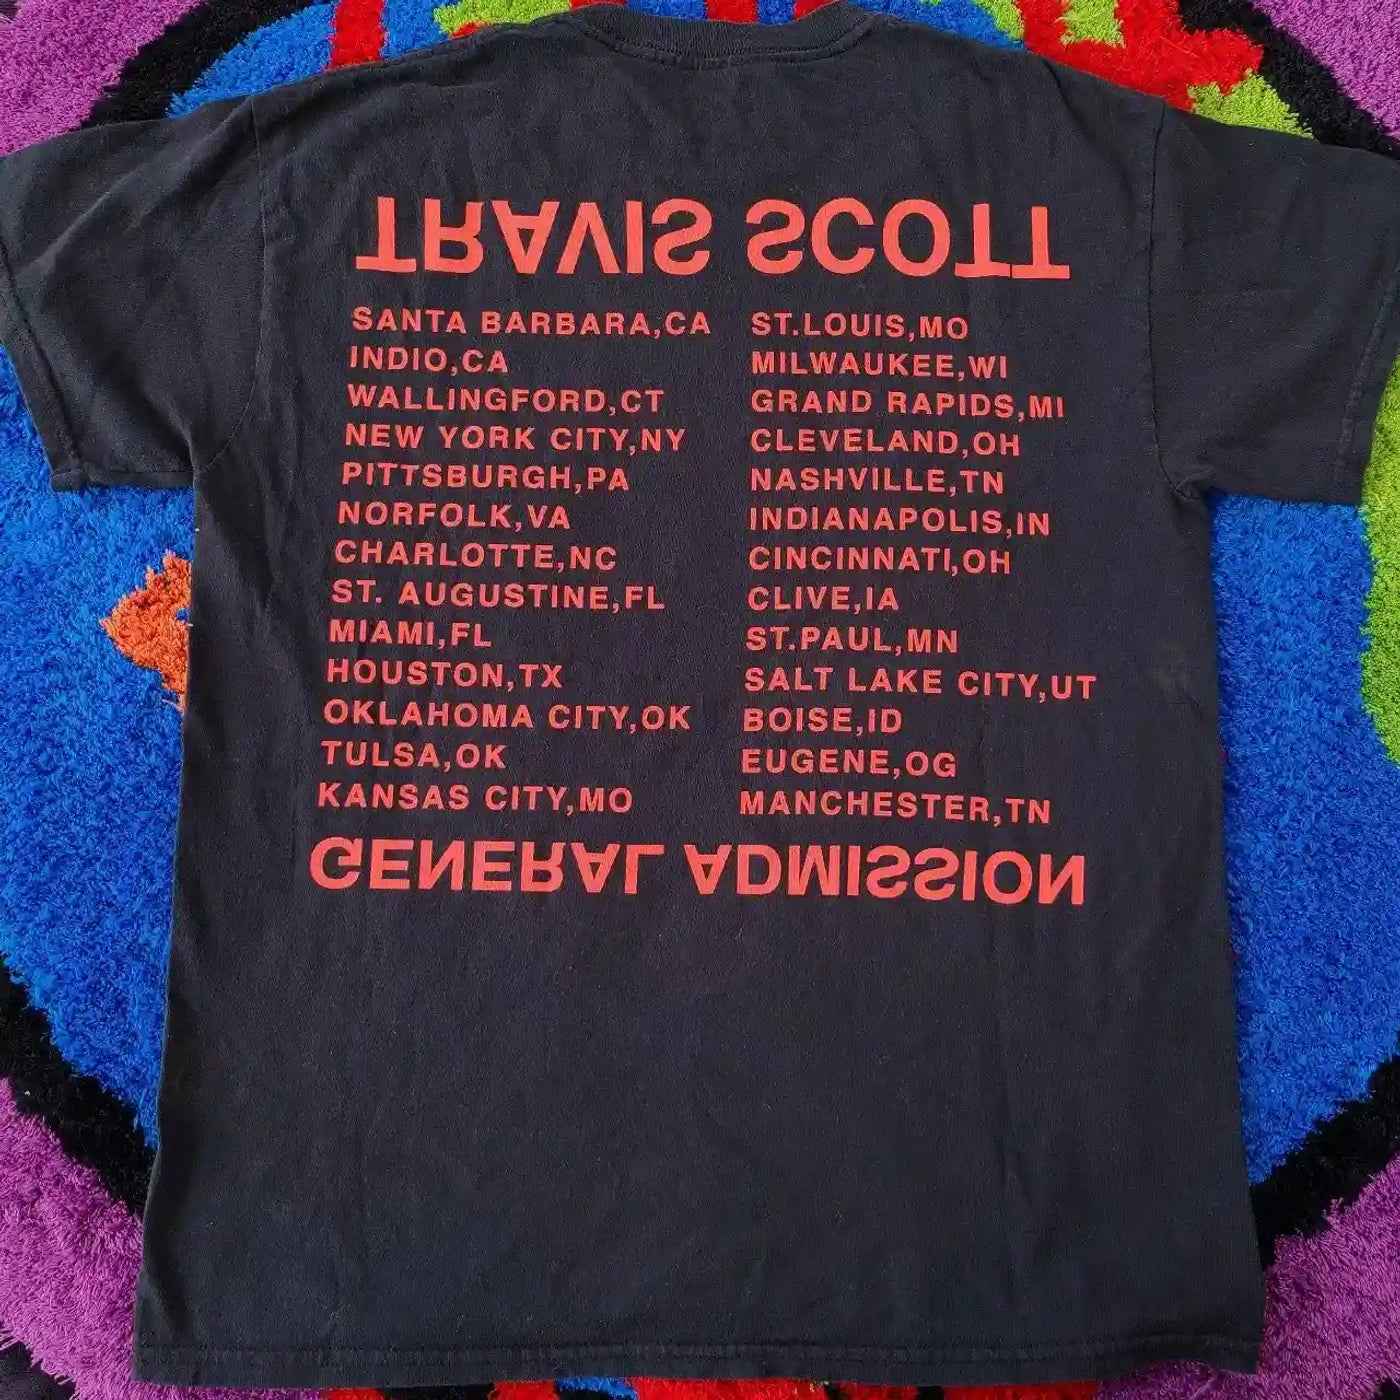 TRAVIS SCOTT
SANTA BARBARA,CA
INDIO,CA
WALLINGFORD,CT
NEW YORK CITY,NY
PITTSBURGH,PA
NORFOLK,VA
CHARLOTTE,NC
ST. AUGUSTINE,FL
MIAMI,FL
HOUSTON,TX
OKLAHOMA CITY,OK
TULSA,OK
KANSAS CITY,MO
ST.LOUIS,MO
MILWAUKEE,WI
GRAND RAPIDS,MI
CLEVELAND,OH
NASHVILLE,TN
INDIANAPOLIS,IN
CINCINNATI,OH
CLIVE,IA
ST.PAUL,MN
SALT LAKE CITY,UT
BOISE,ID
EUGENE,OG
MANCHESTER,TN
GENERAL ADMISSION